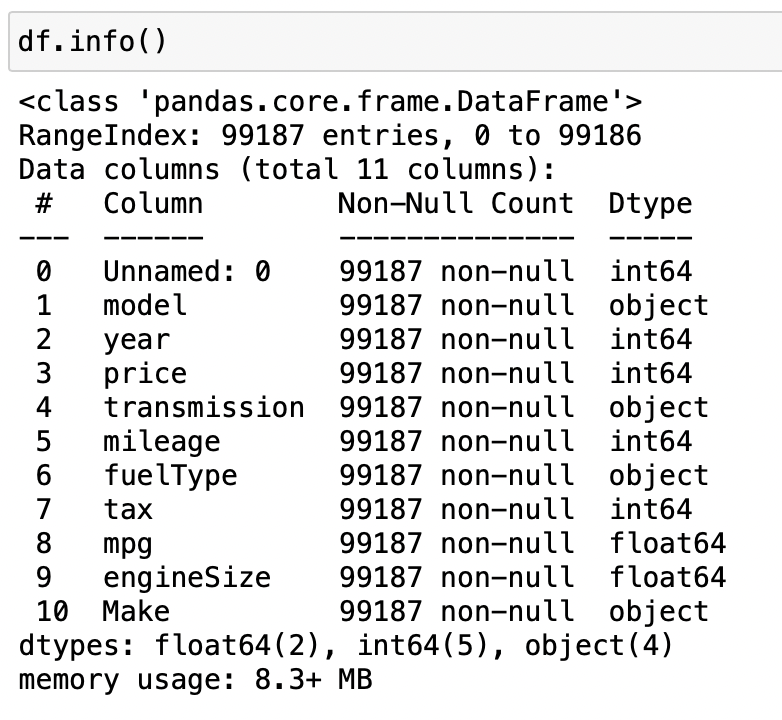 df.info()
<class 'pandas.core.frame.DataFrame'>
RangeIndex: 99187 entries, 0 to 99186
Data columns (total 11 columns):
 #   Column        Non-Null Count  Dtype
---  ------        --------------  -----
 0   Unnamed: 0    99187 non-null  int64
 1   model         99187 non-null  object
 2   year          99187 non-null  int64
 3   price         99187 non-null  int64
 4   transmission  99187 non-null  object
 5   mileage       99187 non-null  int64
 6   fuelType      99187 non-null  object
 7   tax           99187 non-null  int64
 8   mpg           99187 non-null  float64
 9   engineSize    99187 non-null  float64
 10  Make          99187 non-null  object
dtypes: float64(2), int64(5), object(4)
memory usage: 8.3+ MB